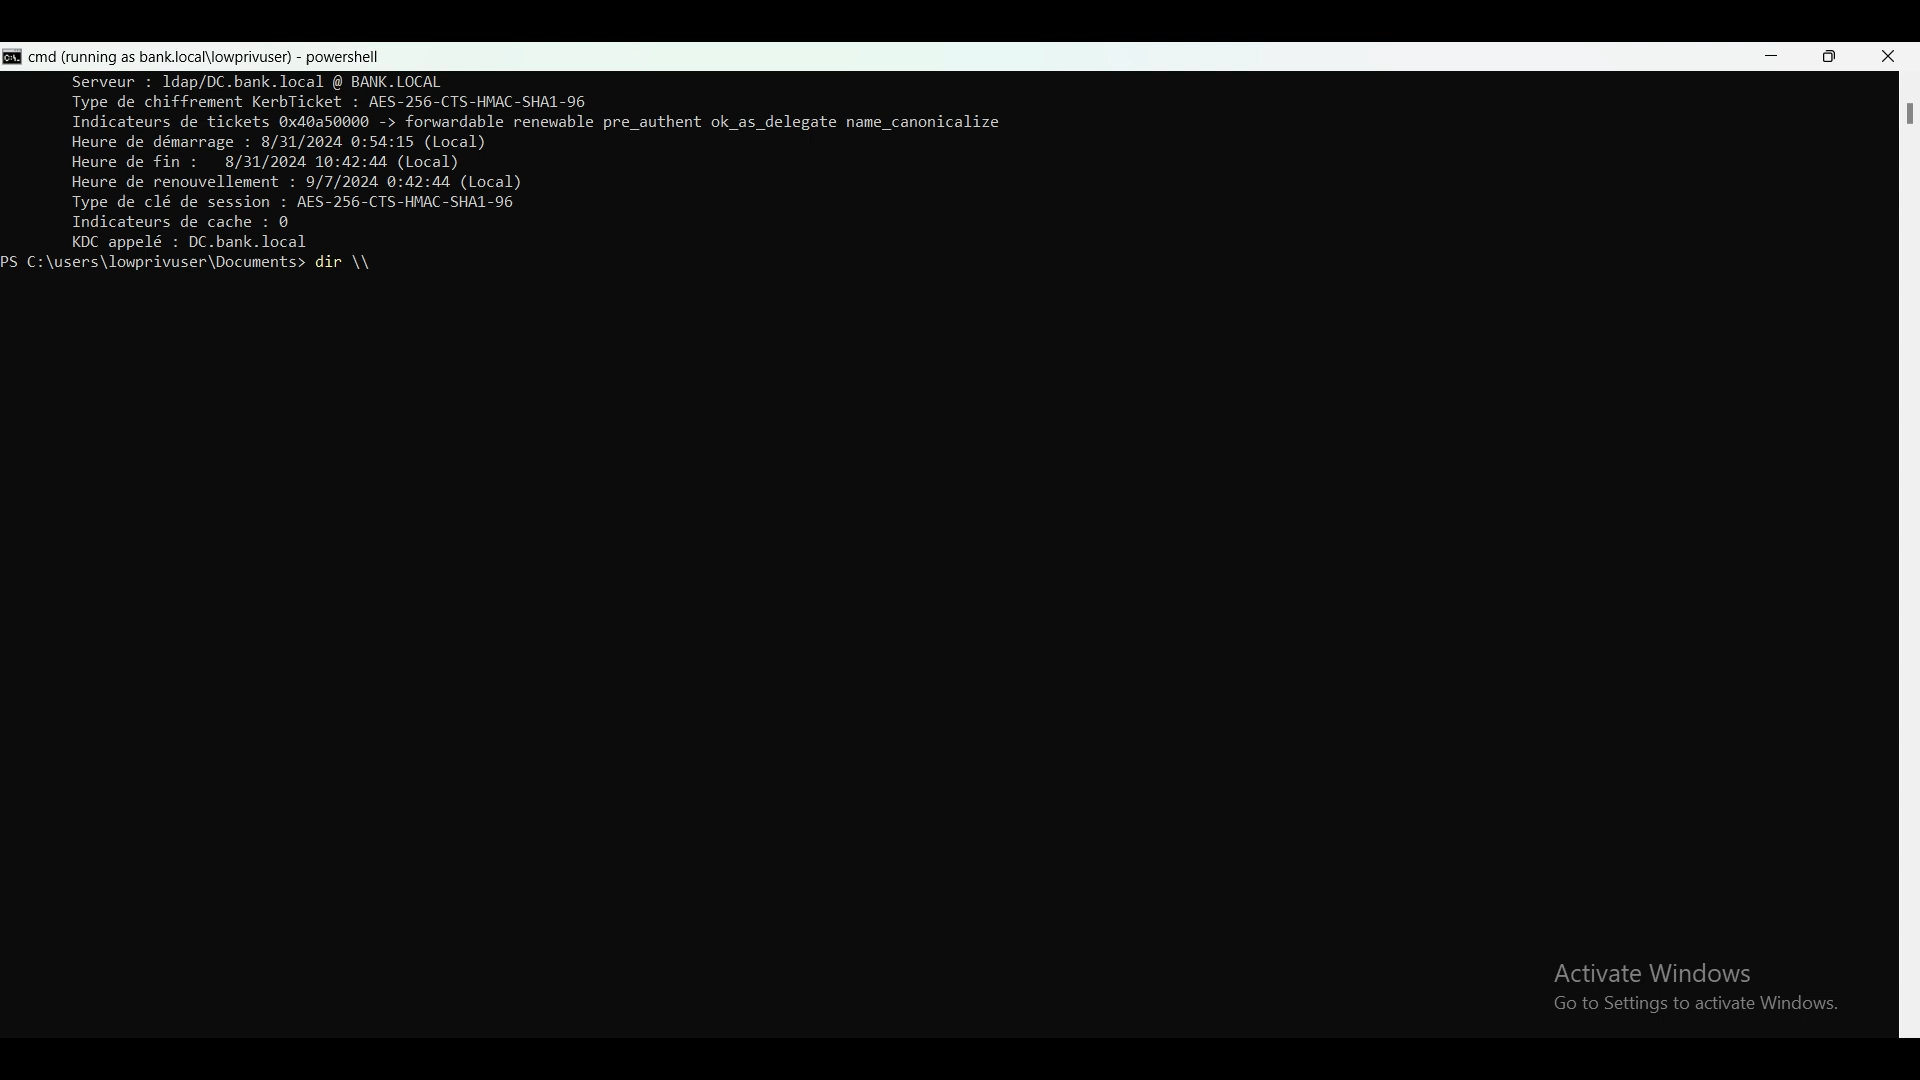 cmd (running as bank.local\lowprivuser) - powershell
Serveur : ldap/DC.bank.local @ BANK.LOCAL
Type de chiffrement KerbTicket : AES-256-CTS-HMAC-SHA1-96
Indicateurs de tickets 0x40a50000 -> forwardable renewable pre_authent ok_as_delegate name_canonicalize
Heure de démarrage : 8/31/2024 0:54:15 (Local)
Heure de fin :   8/31/2024 10:42:44 (Local)
Heure de renouvellement : 9/7/2024 0:42:44 (Local)
Type de clé de session : AES-256-CTS-HMAC-SHA1-96
Indicateurs de cache : 0
KDC appelé : DC.bank.local
PS C:\users\lowprivuser\Documents> dir \\
Activate Windows
Go to Settings to activate Windows.